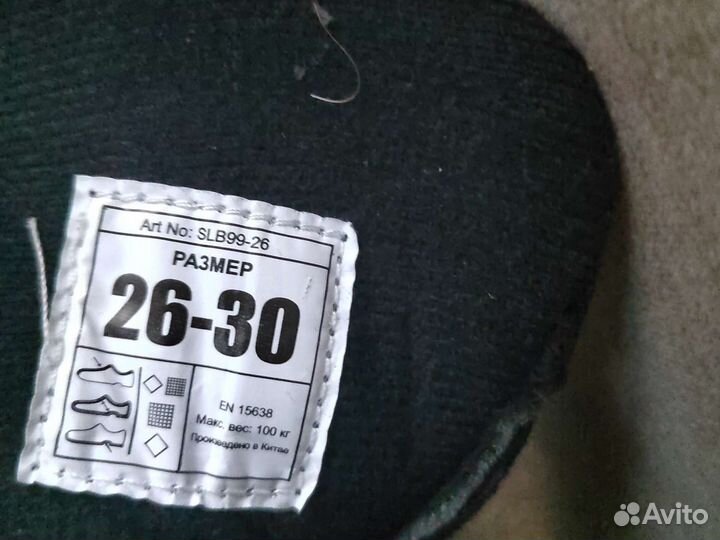 Art No: SLB99-26
РАЗМЕР
26-30
EN 15638
Макс. вес: 100 кг
Произведено в Китае
Avito